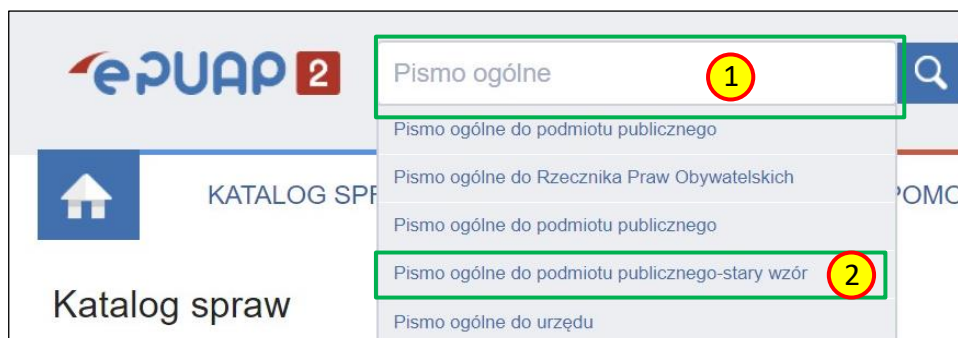 ePUAP 2
Pismo ogólne
1
Pismo ogólne do podmiotu publicznego
Pismo ogólne do Rzecznika Praw Obywatelskich
KATALOG SPR
POMO
Pismo ogólne do podmiotu publicznego
Pismo ogólne do podmiotu publicznego-stary wzór
2
Katalog spraw
Pismo ogólne do urzędu